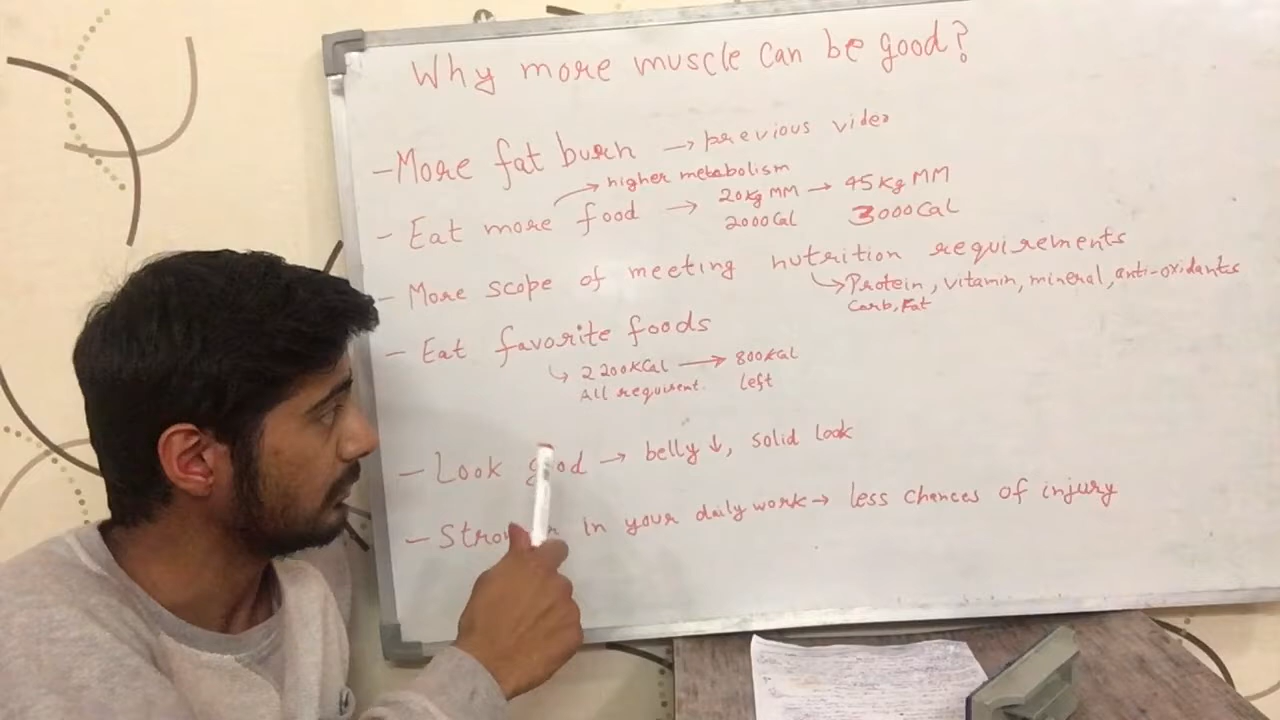 Why more muscle can be good?
- More fat burn → previous video
→ higher metabolism
- Eat more food → 20kg MM → 45kg MM
2000Cal 3000Cal
- More scope of meeting nutrition requirements
↳ Protein, vitamin, mineral, anti-oxidants
Carb, Fat
- Eat favorite foods
↳ 2200KCal → 800KCal
All requirent. left
- Look good → belly ↓, solid look
- in your daily work → less chances of injury